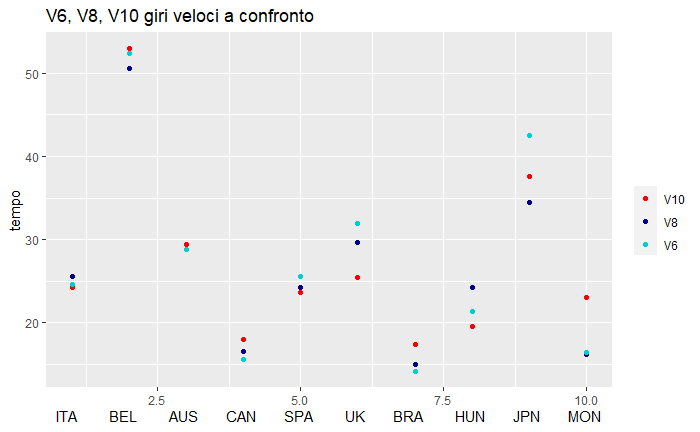 V6, V8, V10 giri veloci a confronto
50
40
30
20
tempo
V10
V8
V6
2.5 5.0 7.5 10.0
ITA BEL AUS CAN SPA UK BRA HUN JPN MON